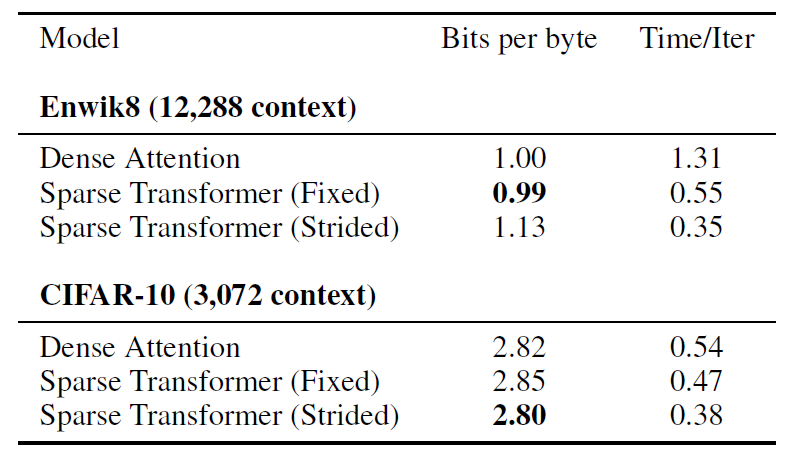 Model Bits per byte Time/Iter
Enwik8 (12,288 context)
Dense Attention 1.00 1.31
Sparse Transformer (Fixed) 0.99 0.55
Sparse Transformer (Strided) 1.13 0.35
CIFAR-10 (3,072 context)
Dense Attention 2.82 0.54
Sparse Transformer (Fixed) 2.85 0.47
Sparse Transformer (Strided) 2.80 0.38